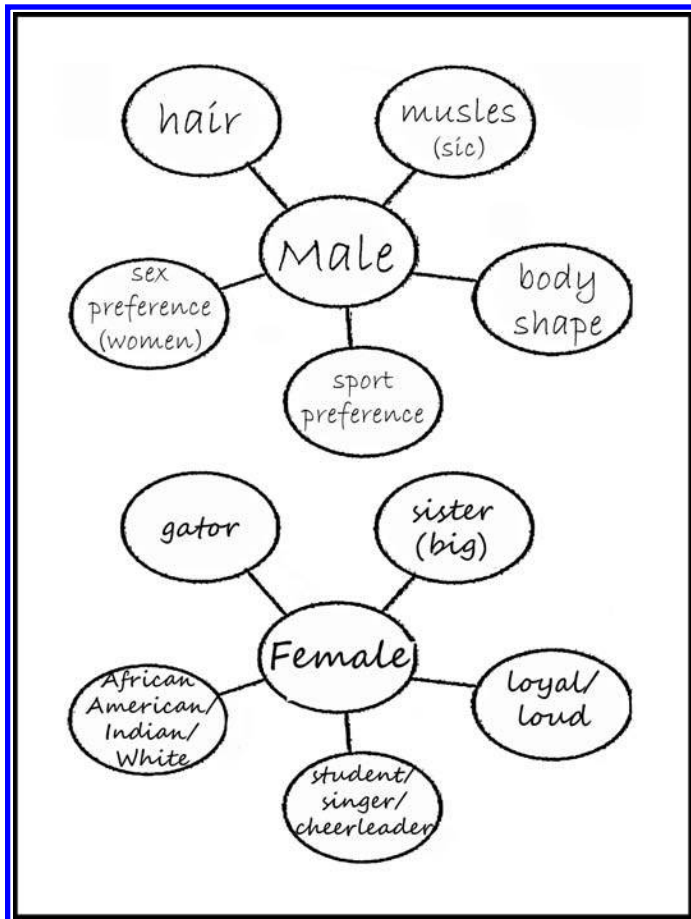 hair
musles
(sic)
Male
sex
preference
(women)
body
shape
sport
preference
gator
sister
(big)
Female
African
American/
Indian/
White
loyal/
loud
student/
singer/
cheerleader